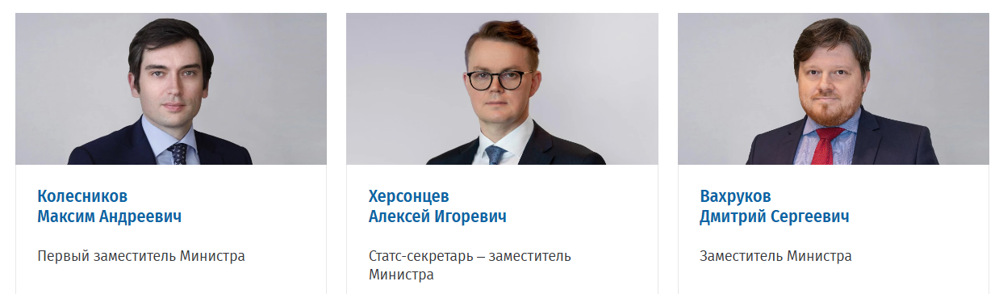 Колесников
Максим Андреевич
Первый заместитель Министра
Херсонцев
Алексей Игоревич
Статс-секретарь – заместитель
Министра
Вахруков
Дмитрий Сергеевич
Заместитель Министра